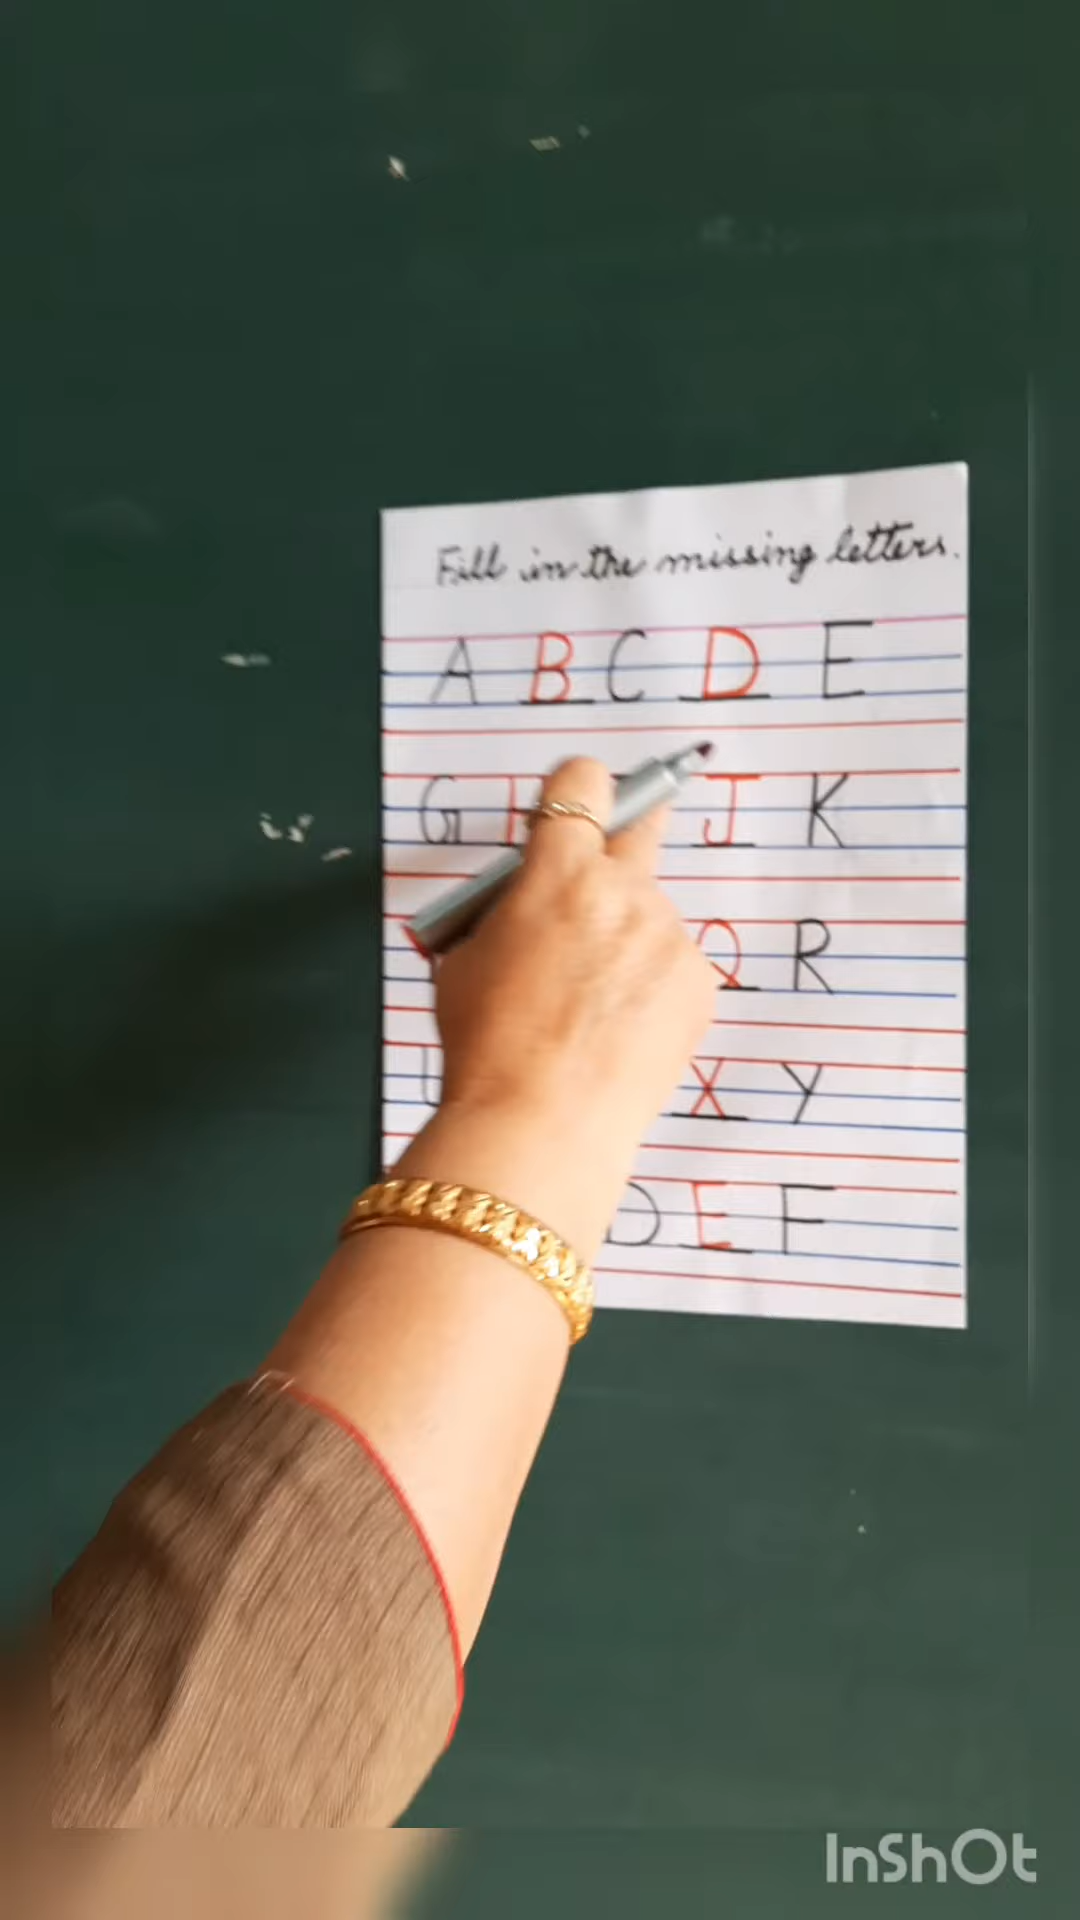 Fill in the missing letters.
A B C D E
G H J K
Q R
U X Y
D E F
InShOt